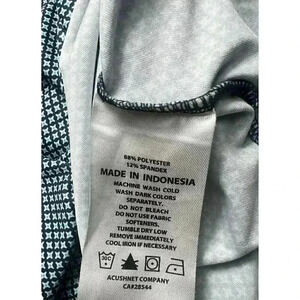 88% POLYESTER
12% SPANDEX
MADE IN INDONESIA
MACHINE WASH COLD
WASH DARK COLORS
SEPARATELY.
DO NOT BLEACH
DO NOT USE FABRIC
SOFTENERS.
TUMBLE DRY LOW
REMOVE IMMEDIATELY
COOL IRON IF NECESSARY
30C
ACUSHNET COMPANY
CA#28544